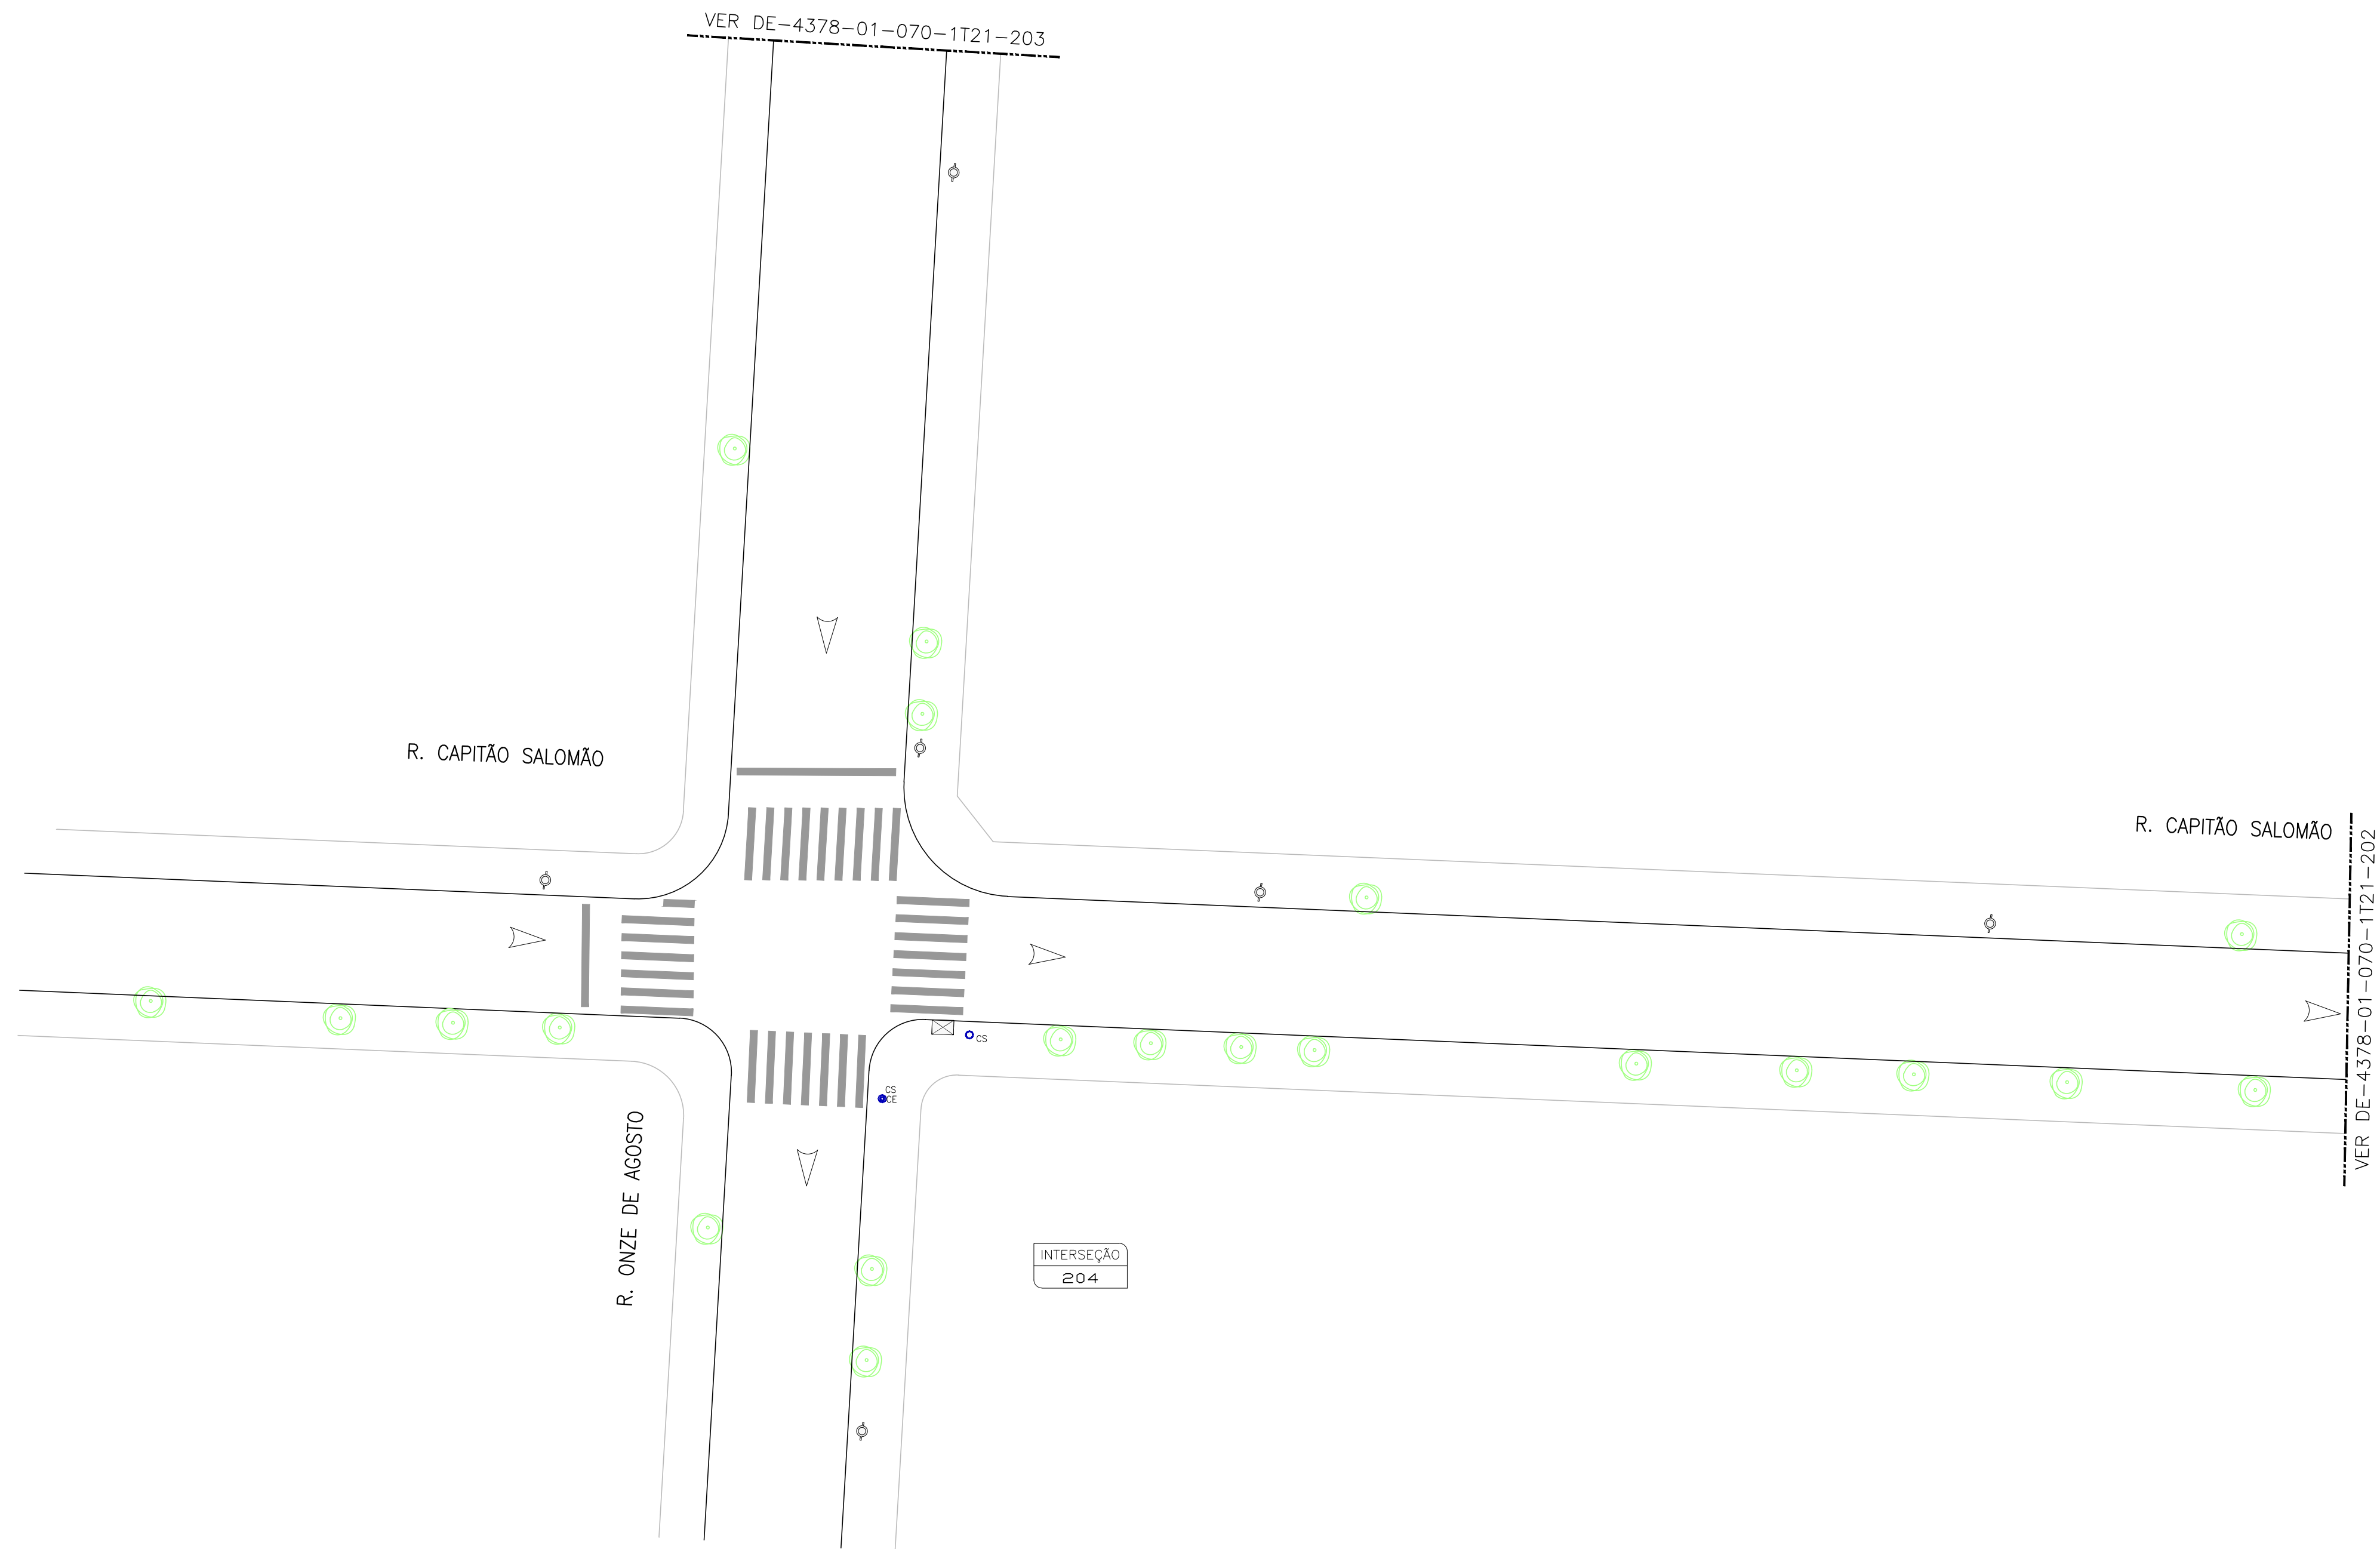 VER DE-4378-01-070-1T21-203
R. CAPITÃO SALOMÃO
R. CAPITÃO SALOMÃO
VER DE-4378-01-070-1T21-202
CS
CS
CE
R. ONZE DE AGOSTO
INTERSEÇÃO
204